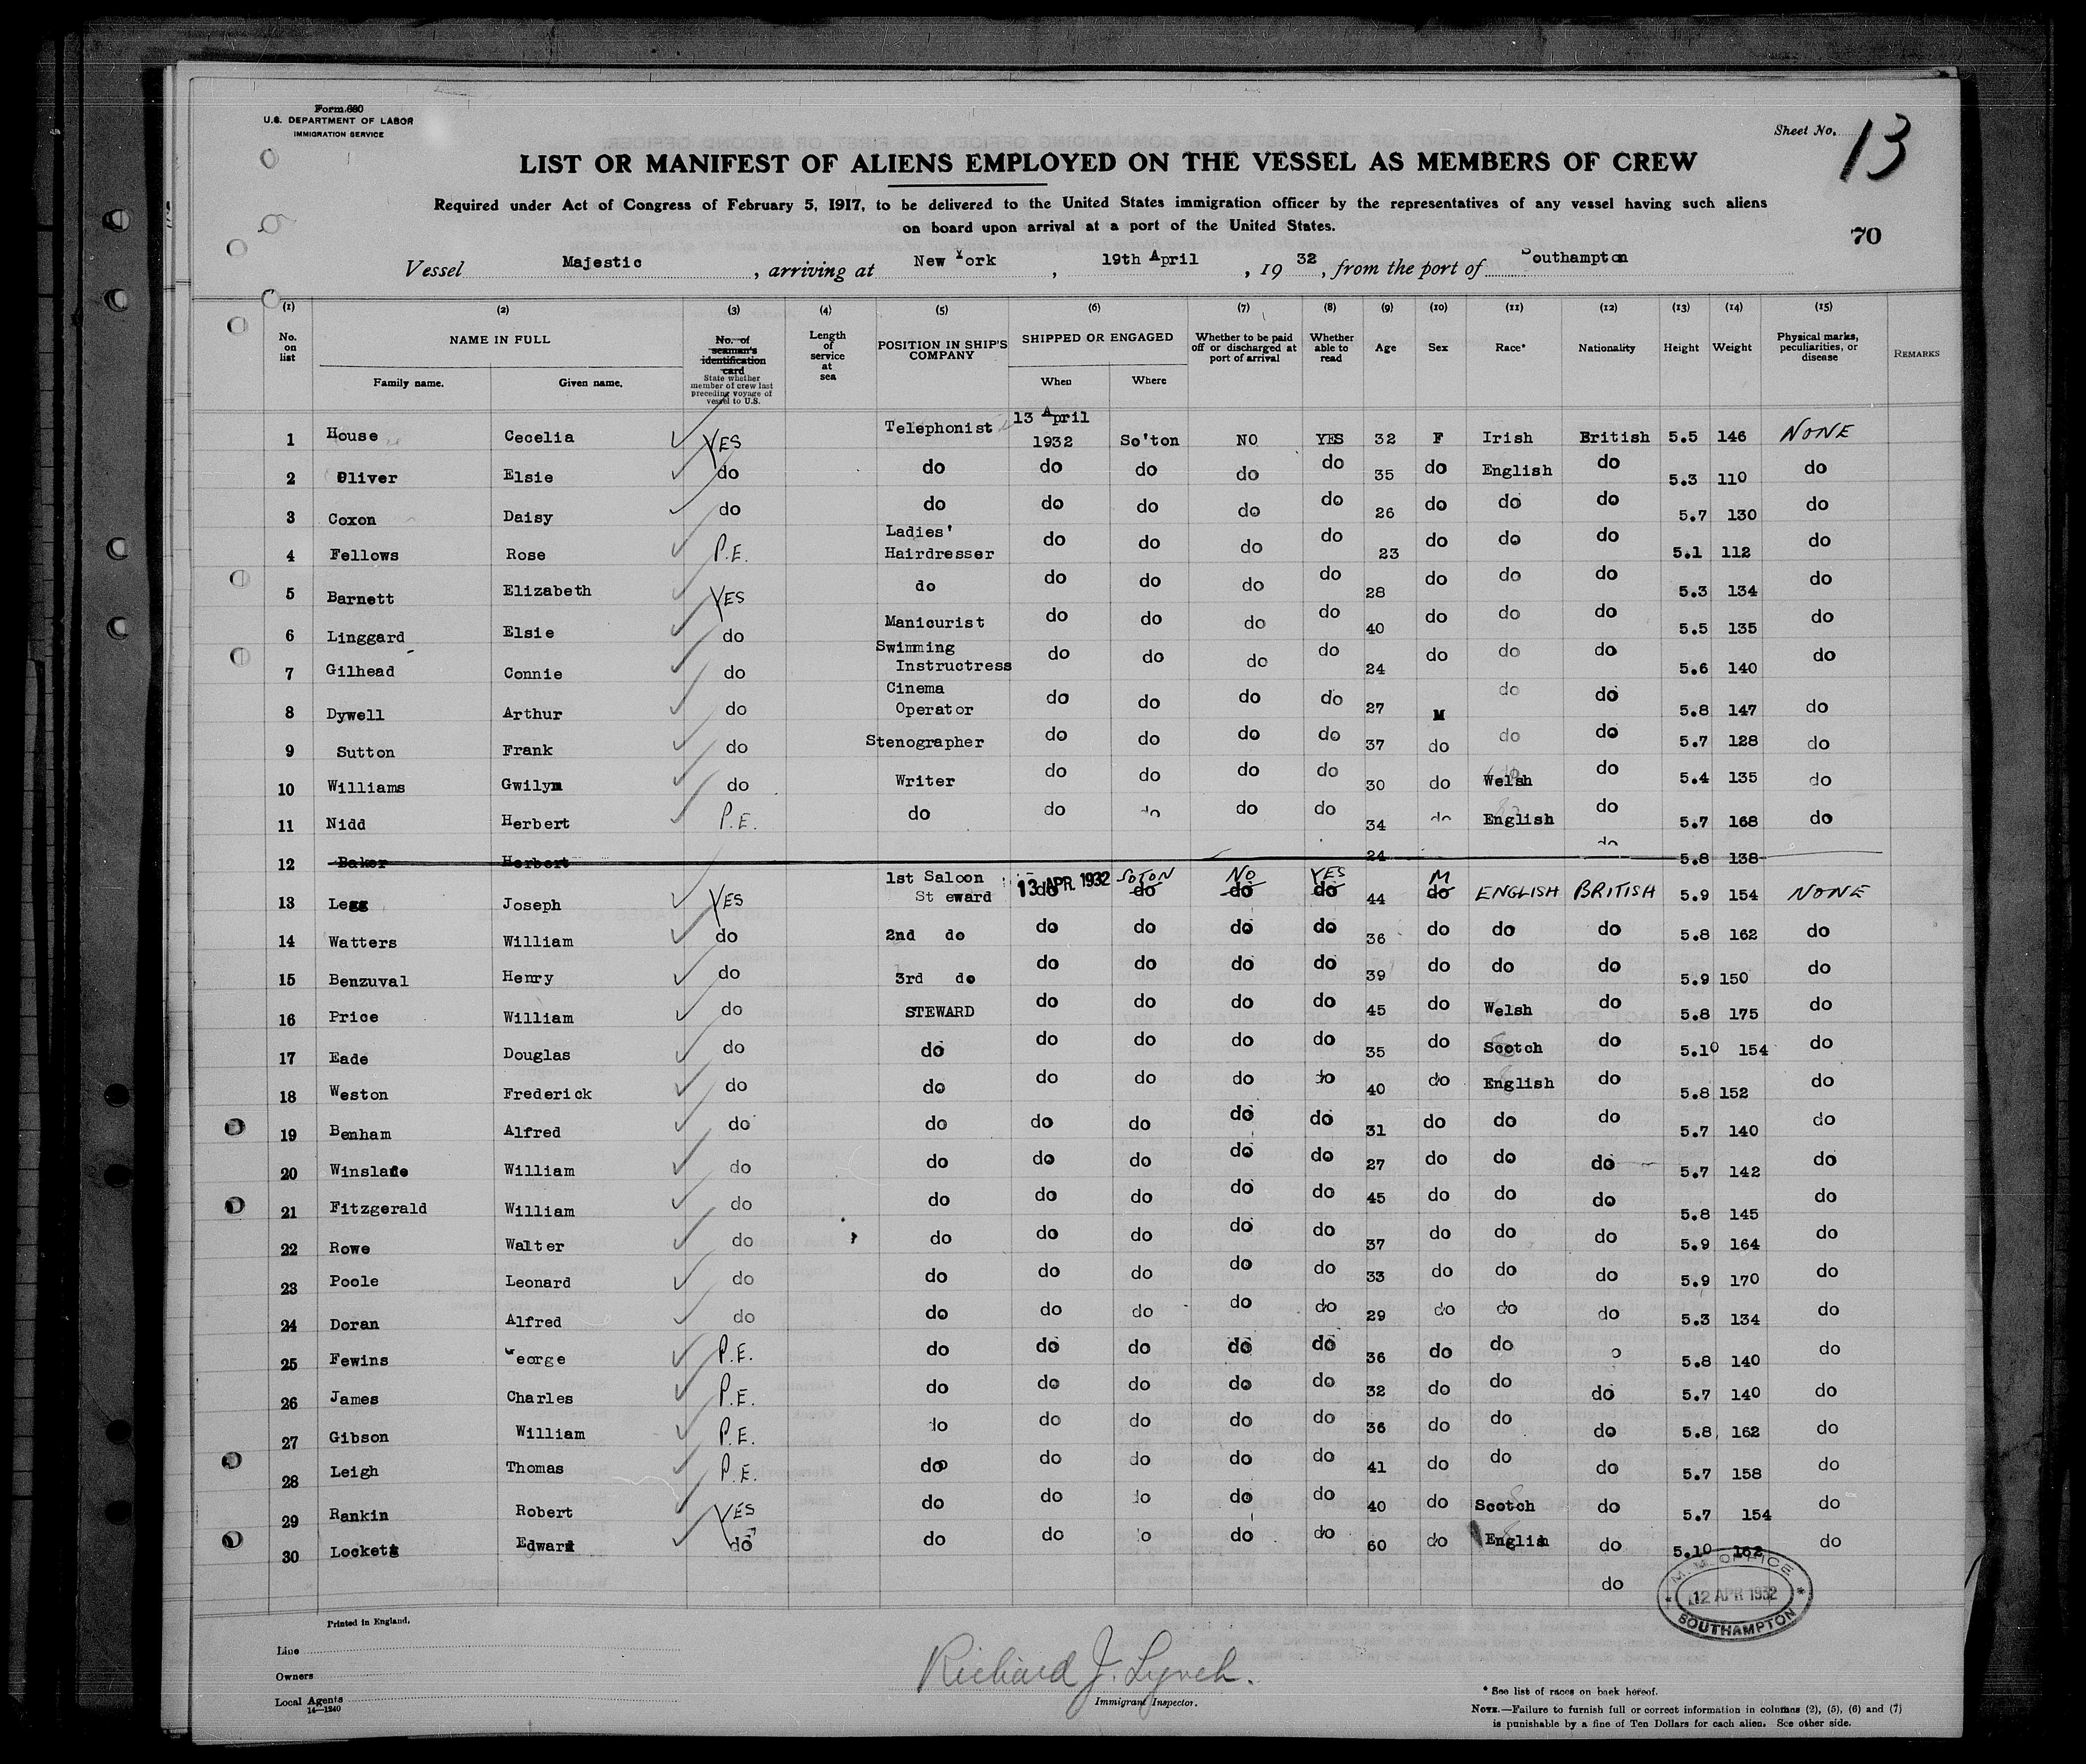 Form 680
U.S. DEPARTMENT OF LABOR
IMMIGRATION SERVICE
Sheet No. 13
LIST OR MANIFEST OF ALIENS EMPLOYED ON THE VESSEL AS MEMBERS OF CREW
Required under Act of Congress of February 5, 1917, to be delivered to the United States immigration officer by the representatives of any vessel having such aliens
on board upon arrival at a port of the United States.
70
Vessel Majestic, arriving at New York, 19th April, 1932, from the port of Southampton
(1) (2) (3) (4) (5) (6) (7) (8) (9) (10) (11) (12) (13) (14) (15)
No. on list NAME IN FULL Family name. Given name. No. of seaman's identification card State whether member of crew last preceding voyage of vessel to U.S. Length of service at sea POSITION IN SHIP'S COMPANY SHIPPED OR ENGAGED When Where Whether to be paid off or discharged at port of arrival Whether able to read Age Sex Race* Nationality Height Weight Physical marks, peculiarities, or disease REMARKS
1 House Cecelia YES Telephonist 13 April 1932 So'ton NO YES 32 F Irish British 5.5 146 NONE
2 Oliver Elsie do do do do do do 35 do English do 5.3 110 do
3 Coxon Daisy do do do do do do 26 do do do 5.7 130 do
4 Fellows Rose P.E. Ladies' Hairdresser do do do do 23 do do do 5.1 112 do
5 Barnett Elizabeth YES do do do do do 28 do do do 5.3 134 do
6 Linggard Elsie do Manicurist do do do do 40 do do do 5.5 135 do
7 Gilhead Connie do Swimming Instructress do do do do 24 do do do 5.6 140 do
8 Dywell Arthur do Cinema Operator do do do do 27 M do do 5.8 147 do
9 Sutton Frank do Stenographer do do do do 37 do do do 5.7 128 do
10 Williams Gwilym do Writer do do do do 30 do Welsh do 5.4 135 do
11 Nidd Herbert P.E. do do do do do 34 do English do 5.7 168 do
12 Baker Herbert 24 do 5.8 138
13 Legg Joseph YES 1st Saloon Steward 13 APR. 1932 do SOTON do NO do YES do 44 M do ENGLISH BRITISH 5.9 154 NONE
14 Watters William do 2nd do do do do do 36 do do do 5.8 162 do
15 Benzuval Henry do 3rd do do do do do 39 do do do 5.9 150 do
16 Price William do STEWARD do do do do 45 do Welsh do 5.8 175 do
17 Eade Douglas do do do do do do 35 do Scotch do 5.10 154 do
18 Weston Frederick do do do do do do 40 do English do 5.8 152 do
19 Benham Alfred do do do do do do 31 do do do 5.7 140 do
20 Winslade William do do do do do do 27 do do do 5.7 142 do
21 Fitzgerald William do do do do do do 45 do do do 5.8 145 do
22 Rowe Walter do do do do do do 37 do do do 5.9 164 do
23 Poole Leonard do do do do do do 33 do do do 5.9 170 do
24 Doran Alfred do do do do do do 29 do do do 5.3 134 do
25 Fewins George P.E. do do do do do 36 do do o 5.8 140 do
26 James Charles P.E. do do do do do 32 do do do 5.7 140 do
27 Gibson William P.E. do do do do do 36 do do do 5.8 162 do
28 Leigh Thomas P.E. do do do do do 41 do do do 5.7 158 do
29 Rankin Robert YES do do do do do 40 do Scotch do 5.7 154 do
30 Lockett Edward do do do do do do 60 do English do 5.10 162 do
do
M.M. OFFICE
12 APR 1932
SOUTHAMPTON
Printed in England.
Line
Owners
Local Agents
14—1240
Richard J. Lynch.
Immigrant Inspector.
* See list of races on back hereof.
NOTE.—Failure to furnish full or correct information in columns (2), (5), (6) and (7)
is punishable by a fine of Ten Dollars for each alien. See other side.